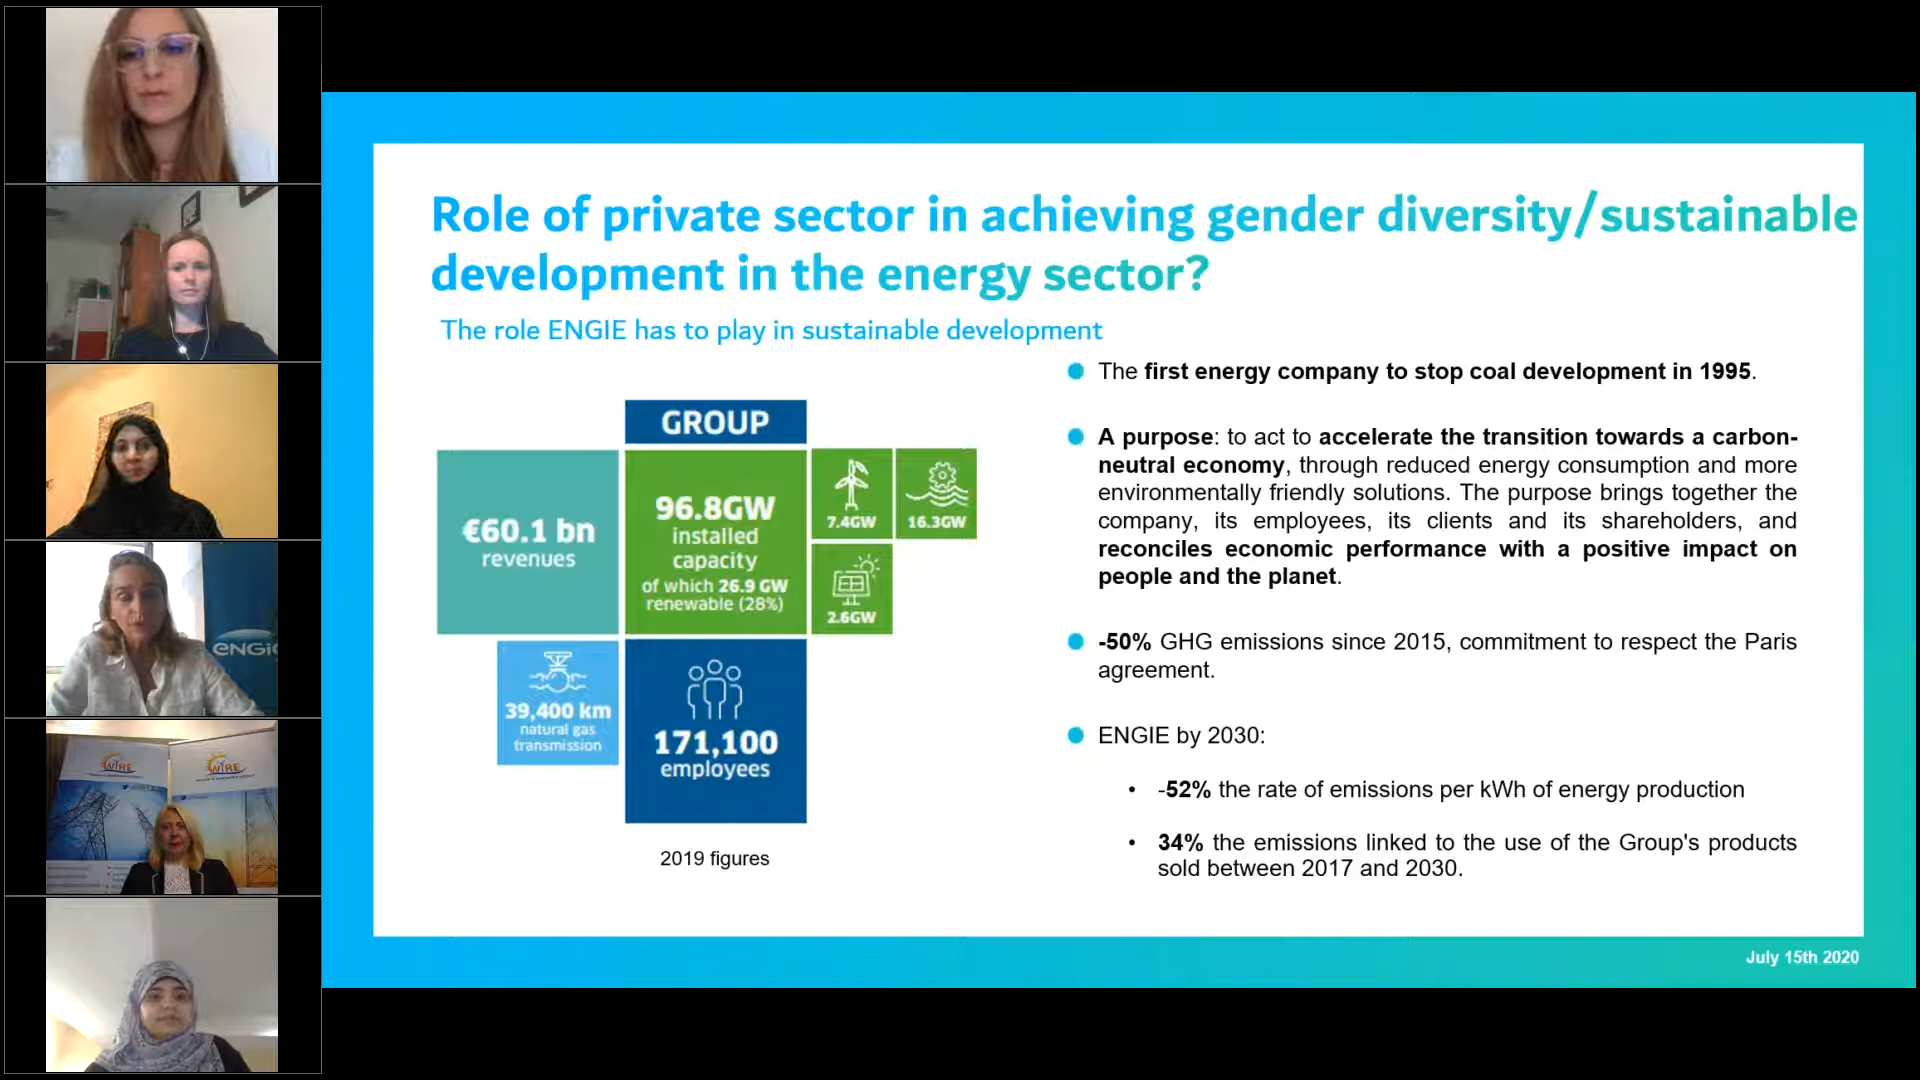 Role of private sector in achieving gender diversity/sustainable
development in the energy sector?
The role ENGIE has to play in sustainable development
GROUP
€60.1 bn
revenues
96.8GW
installed
capacity
of which 26.9 GW
renewable (28%)
7.4GW
16.3GW
2.6GW
39,400 km
natural gas
transmission
171,100
employees
2019 figures
The first energy company to stop coal development in 1995.
A purpose: to act to accelerate the transition towards a carbon-
neutral economy, through reduced energy consumption and more
environmentally friendly solutions. The purpose brings together the
company, its employees, its clients and its shareholders, and
reconciles economic performance with a positive impact on
people and the planet.
-50% GHG emissions since 2015, commitment to respect the Paris
agreement.
ENGIE by 2030:
• -52% the rate of emissions per kWh of energy production
• 34% the emissions linked to the use of the Group's products
sold between 2017 and 2030.
July 15th 2020
ENGIE
WiRE
WiRE